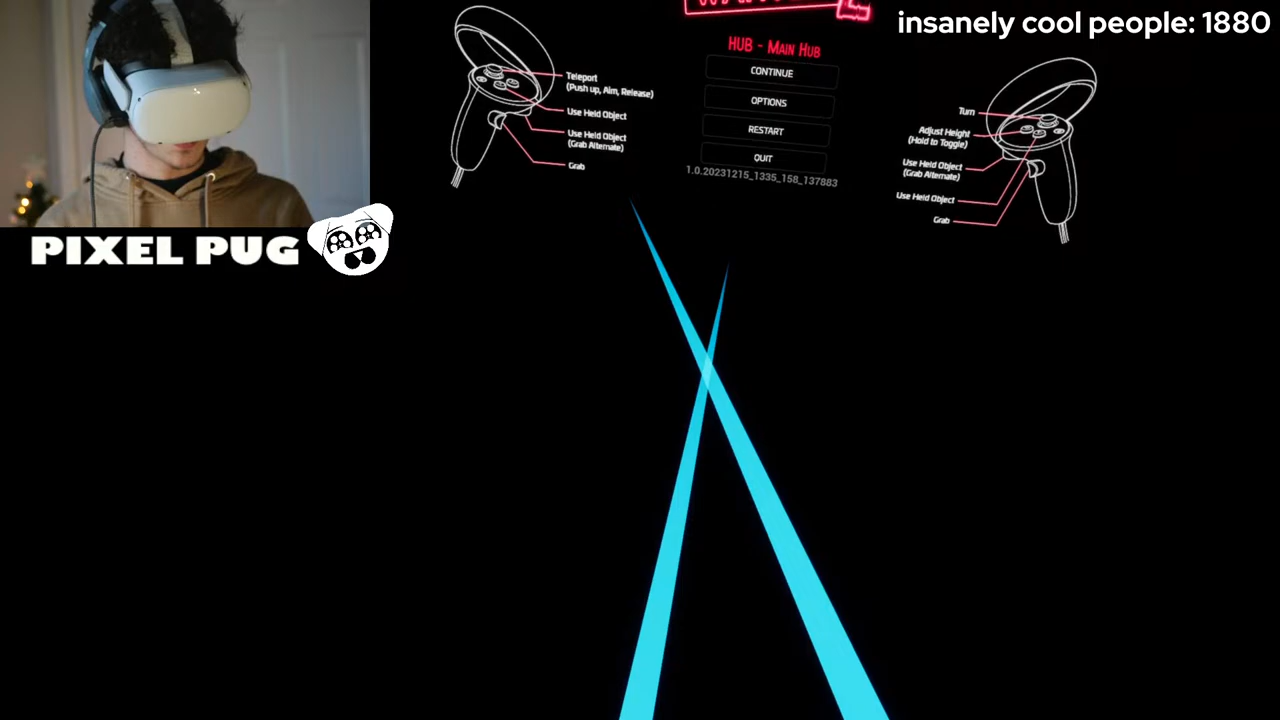 insanely cool people: 1880
HUB - MAIN HUB
CONTINUE
OPTIONS
RESTART
QUIT
1.0.20231215_1335_158_137883
Teleport
(Push up, Aim, Release)
Use Held Object
Use Held Object
(Grab Alternate)
Grab
Turn
Adjust Height
(Hold to Toggle)
Use Held Object
(Grab Alternate)
Use Held Object
Grab
PIXEL PUG